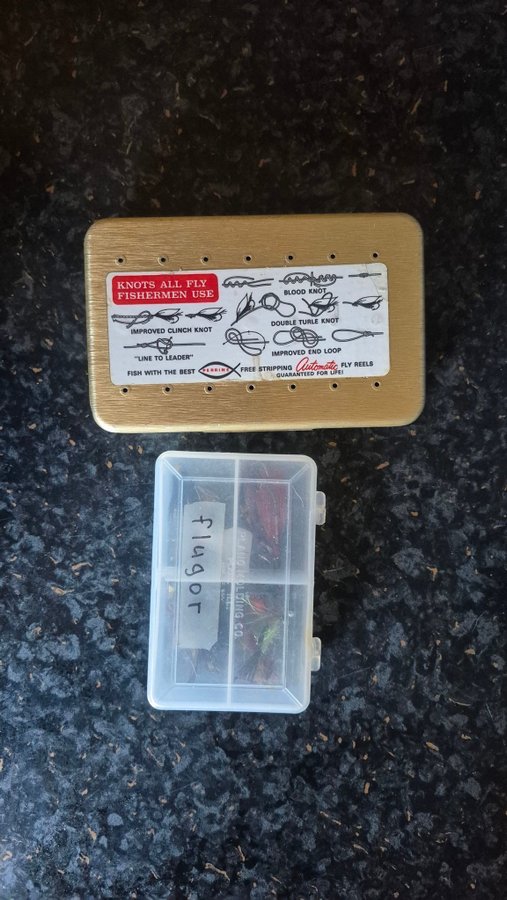 KNOTS ALL FLY
FISHERMEN USE
BLOOD KNOT
IMPROVED CLINCH KNOT
DOUBLE TURLE KNOT
"LINE TO LEADER"
IMPROVED END LOOP
FISH WITH THE BEST PERRINE FREE STRIPPING Automatic FLY REELS
GUARANTEED FOR LIFE!
flugor